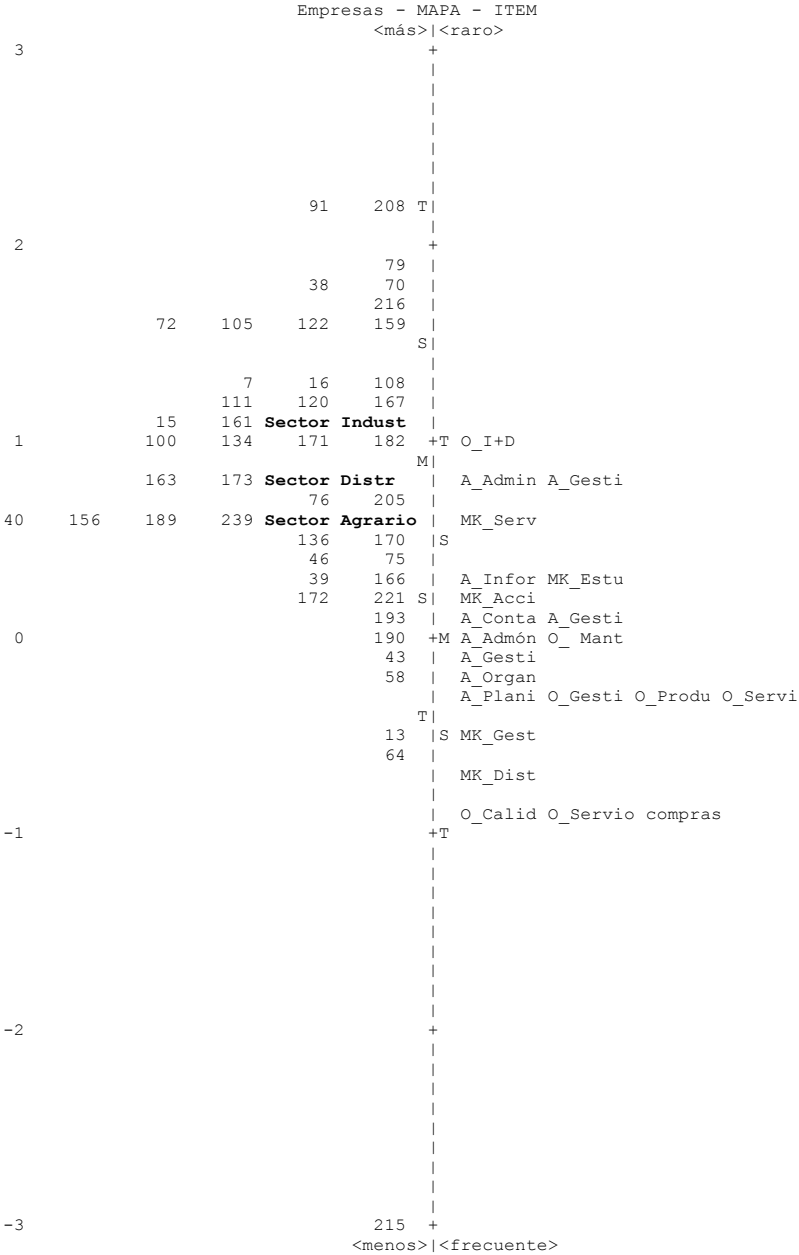 Empresas - MAPA - ITEM
<más>|<raro>
3 +
|
|
|
|
|
|
|
91 208 T|
|
2 +
79 |
38 70 |
216 |
72 105 122 159 |
S|
|
7 16 108 |
111 120 167 |
15 161 Sector Indust |
1 100 134 171 182 +T O_I+D
M|
163 173 Sector Distr | A_Admin A_Gesti
76 205 |
40 156 189 239 Sector Agrario | MK_Serv
136 170 |S
46 75 |
39 166 | A_Infor MK_Estu
172 221 S| MK_Acci
193 | A_Conta A_Gesti
0 190 +M A_Admón O_ Mant
43 | A_Gesti
58 | A_Organ
| A_Plani O_Gesti O_Produ O_Servi
T|
13 |S MK_Gest
64 |
| MK_Dist
|
| O_Calid O_Servio compras
-1 +T
|
|
|
|
|
|
|
|
|
-2 +
|
|
|
|
|
|
|
|
|
-3 215 +
<menos>|<frecuente>